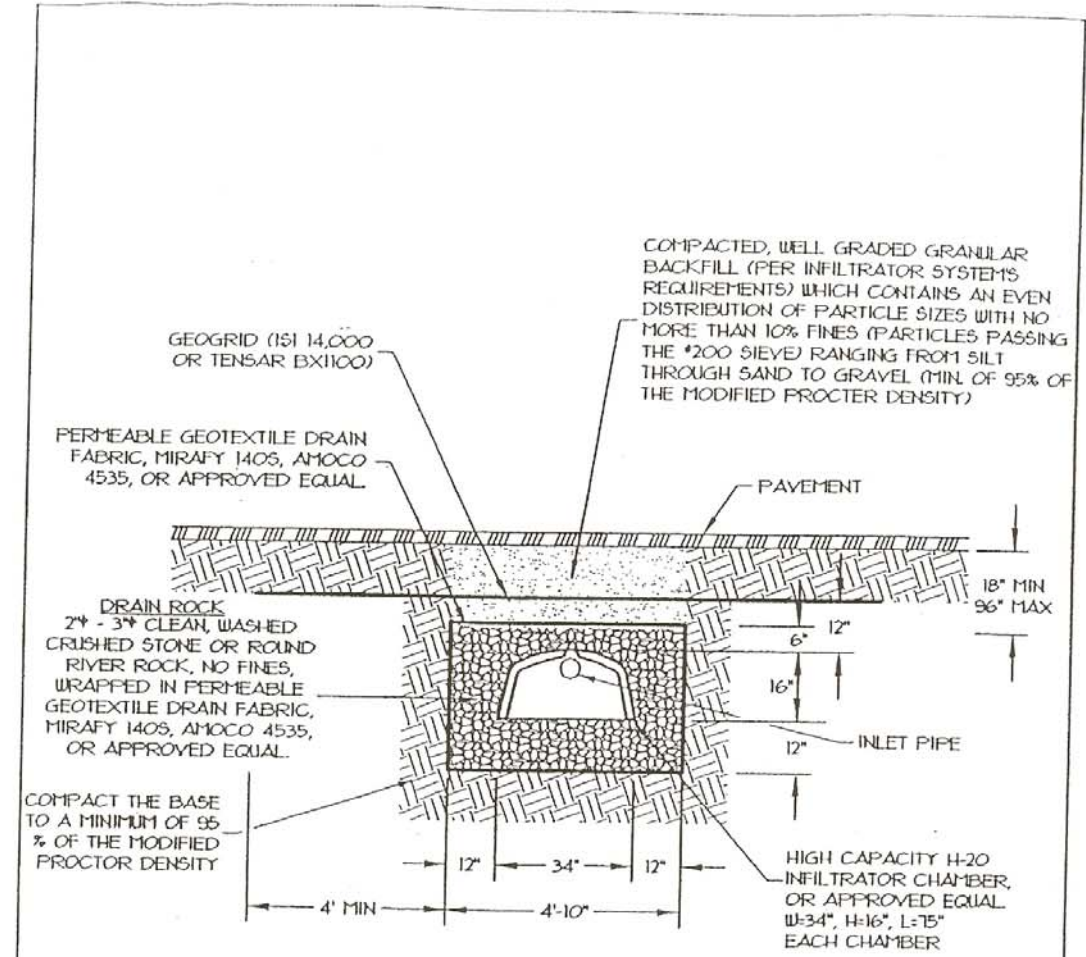 COMPACTED, WELL GRADED GRANULAR
BACKFILL (PER INFILTRATOR SYSTEM'S
REQUIREMENTS) WHICH CONTAINS AN EVEN
DISTRIBUTION OF PARTICLE SIZES WITH NO
MORE THAN 10% FINES (PARTICLES PASSING
THE #200 SIEVE) RANGING FROM SILT
THROUGH SAND TO GRAVEL (MIN. OF 95% OF
THE MODIFIED PROCTER DENSITY)
GEOGRID (ISI 14,000
OR TENSAR BX1100)
PERMEABLE GEOTEXTILE DRAIN
FABRIC, MIRAFY 140S, AMOCO
4535, OR APPROVED EQUAL.
PAVEMENT
18" MIN
96" MAX
12"
6"
16"
12"
DRAIN ROCK
2"Φ - 3"Φ CLEAN, WASHED
CRUSHED STONE OR ROUND
RIVER ROCK, NO FINES,
WRAPPED IN PERMEABLE
GEOTEXTILE DRAIN FABRIC,
MIRAFY 140S, AMOCO 4535,
OR APPROVED EQUAL.
INLET PIPE
COMPACT THE BASE
TO A MINIMUM OF 95
% OF THE MODIFIED
PROCTOR DENSITY
12"
34"
12"
4' MIN
4'-10"
HIGH CAPACITY H-20
INFILTRATOR CHAMBER,
OR APPROVED EQUAL
W=34", H=16", L=75"
EACH CHAMBER